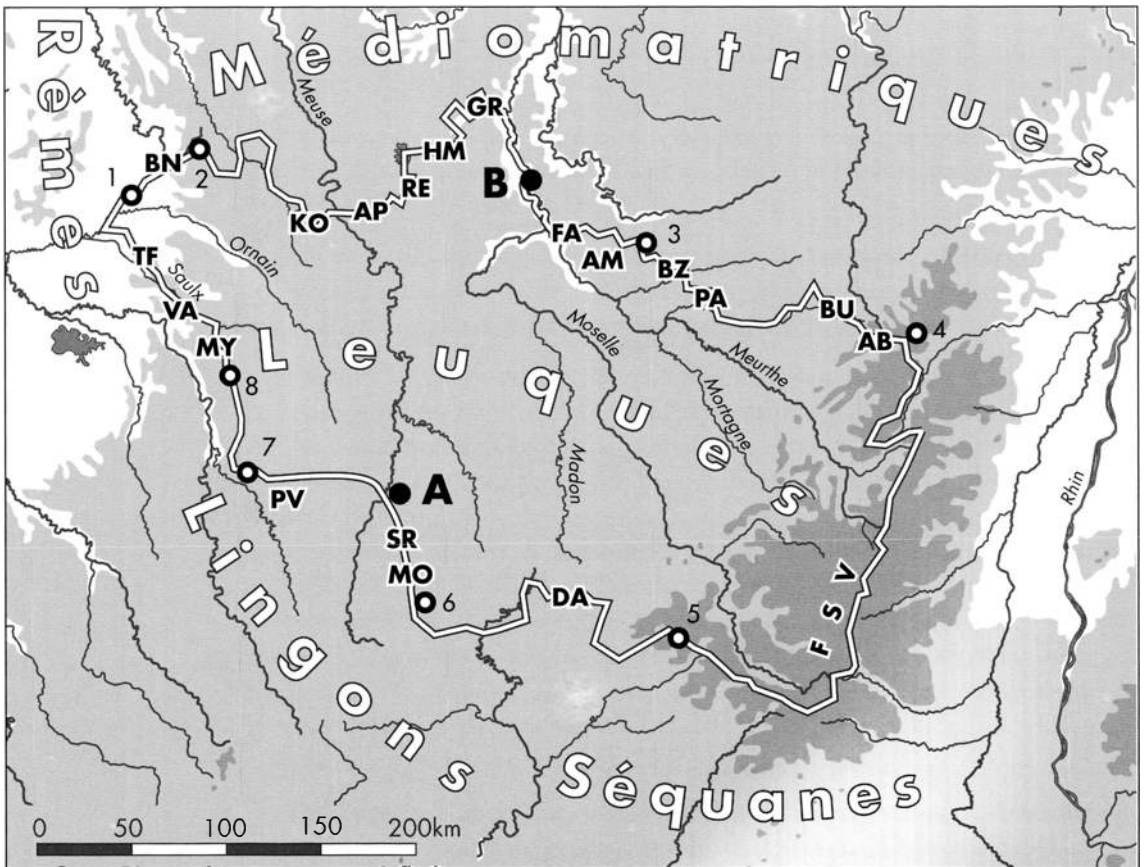 Rèmes
Médiomatriques
Meuse
GR
HM
BN
1
2
B
RE
KO
AP
FA
3
AM
BZ
TF
Ornain
Saulx
PA
BU
VA
AB
4
MY
Leuques
Moselle
Meurthe
Mortagne
8
Madon
Rhin
7
PV
A
Lingons
SR
MO
6
DA
5
F S V
Séquanes
0 50 100 150 200km